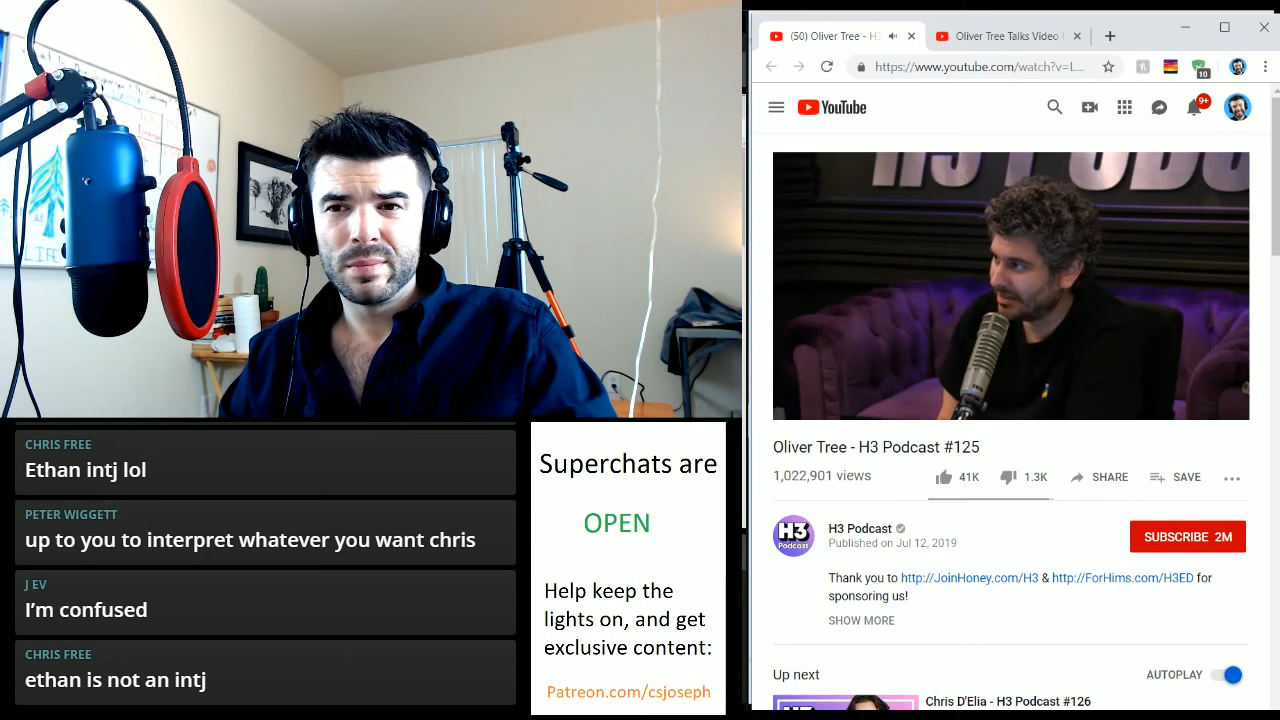 LIFE
CHRIS FREE
Ethan intj lol
PETER WIGGETT
up to you to interpret whatever you want chris
J EV
I’m confused
CHRIS FREE
ethan is not an intj
Superchats are
OPEN
Help keep the
lights on, and get
exclusive content:
Patreon.com/csjoseph
(50) Oliver Tree - H3
Oliver Tree Talks Video
https://www.youtube.com/watch?v=L...
10
YouTube
9+
H3 PODC
Oliver Tree - H3 Podcast #125
1,022,901 views
41K
1.3K
SHARE
SAVE
H3
Podcast
H3 Podcast
Published on Jul 12, 2019
SUBSCRIBE 2M
Thank you to http://JoinHoney.com/H3 & http://ForHims.com/H3ED for
sponsoring us!
SHOW MORE
Up next
AUTOPLAY
Chris D'Elia - H3 Podcast #126